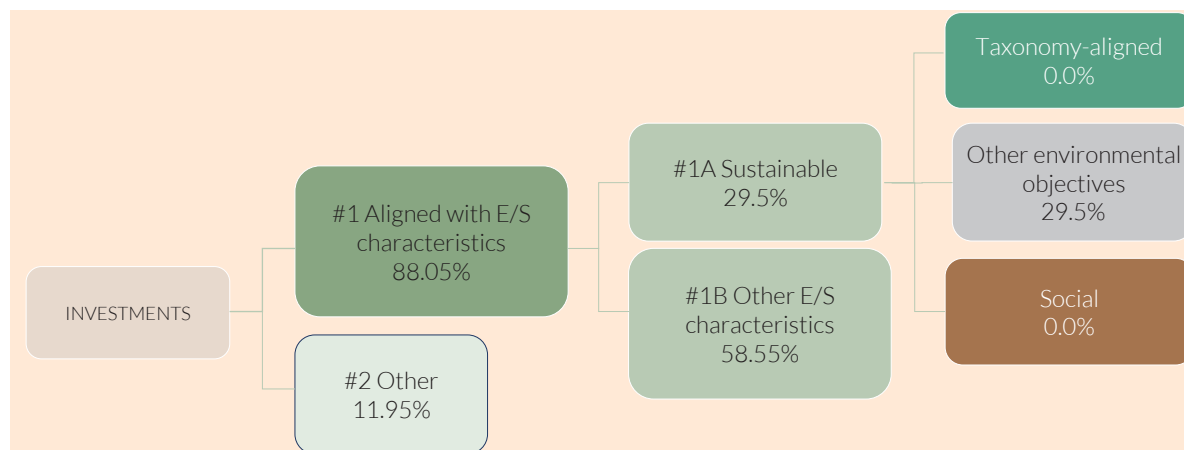 INVESTMENTS
#1 Aligned with E/S
characteristics
88.05%
#2 Other
11.95%
#1A Sustainable
29.5%
#1B Other E/S
characteristics
58.55%
Taxonomy-aligned
0.0%
Other environmental
objectives
29.5%
Social
0.0%